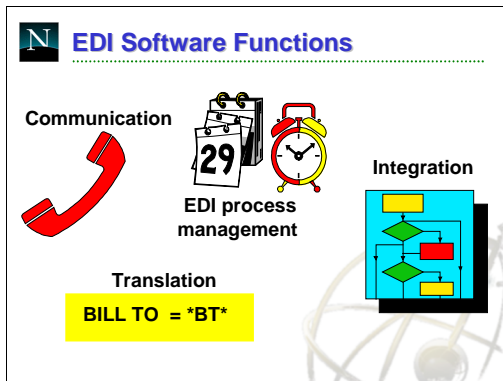 N
EDI Software Functions
Communication
29
EDI process
management
Integration
Translation
BILL TO = *BT*